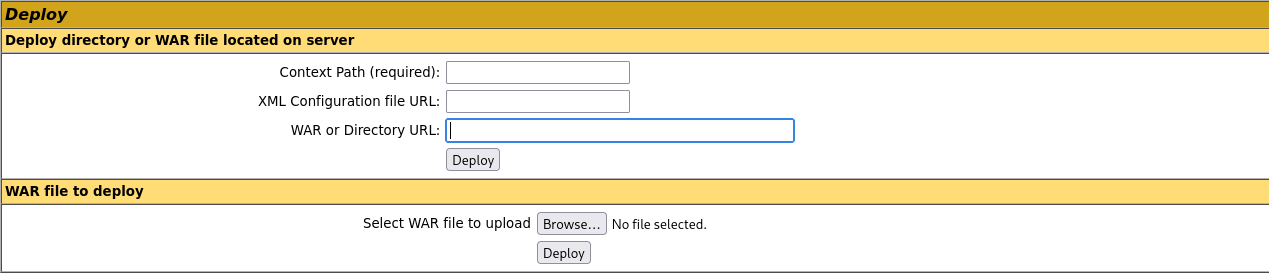 Deploy
Deploy directory or WAR file located on server
Context Path (required):
XML Configuration file URL:
WAR or Directory URL:
Deploy
WAR file to deploy
Select WAR file to upload Browse... No file selected.
Deploy